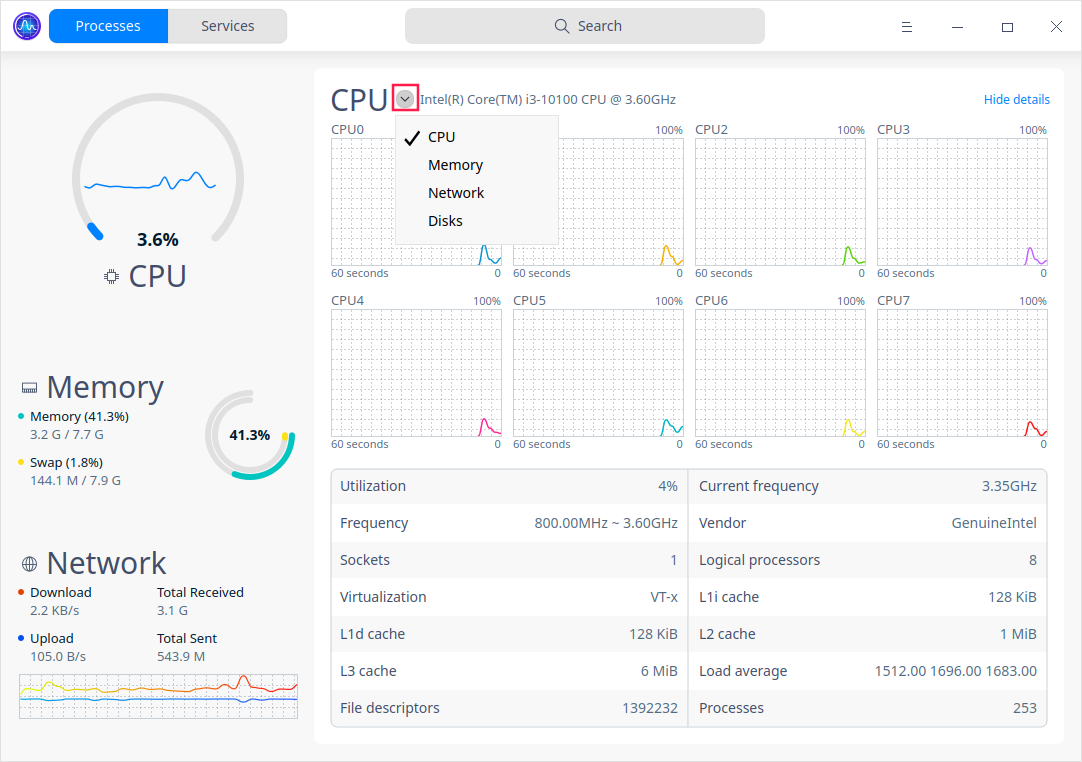 Processes
Services
Search
3.6%
CPU
Memory
Memory (41.3%)
3.2 G / 7.7 G
Swap (1.8%)
144.1 M / 7.9 G
41.3%
Network
Download
2.2 KB/s
Total Received
3.1 G
Upload
105.0 B/s
Total Sent
543.9 M
CPU
Intel(R) Core(TM) i3-10100 CPU @ 3.60GHz
Hide details
CPU
Memory
Network
Disks
CPU0
100%
CPU2
100%
CPU3
100%
60 seconds
0
60 seconds
0
60 seconds
0
60 seconds
0
CPU4
100%
CPU5
100%
CPU6
100%
CPU7
100%
60 seconds
0
60 seconds
0
60 seconds
0
60 seconds
0
Utilization 4%
Current frequency 3.35GHz
Frequency 800.00MHz ~ 3.60GHz
Vendor GenuineIntel
Sockets 1
Logical processors 8
Virtualization VT-x
L1i cache 128 KiB
L1d cache 128 KiB
L2 cache 1 MiB
L3 cache 6 MiB
Load average 1512.00 1696.00 1683.00
File descriptors 1392232
Processes 253